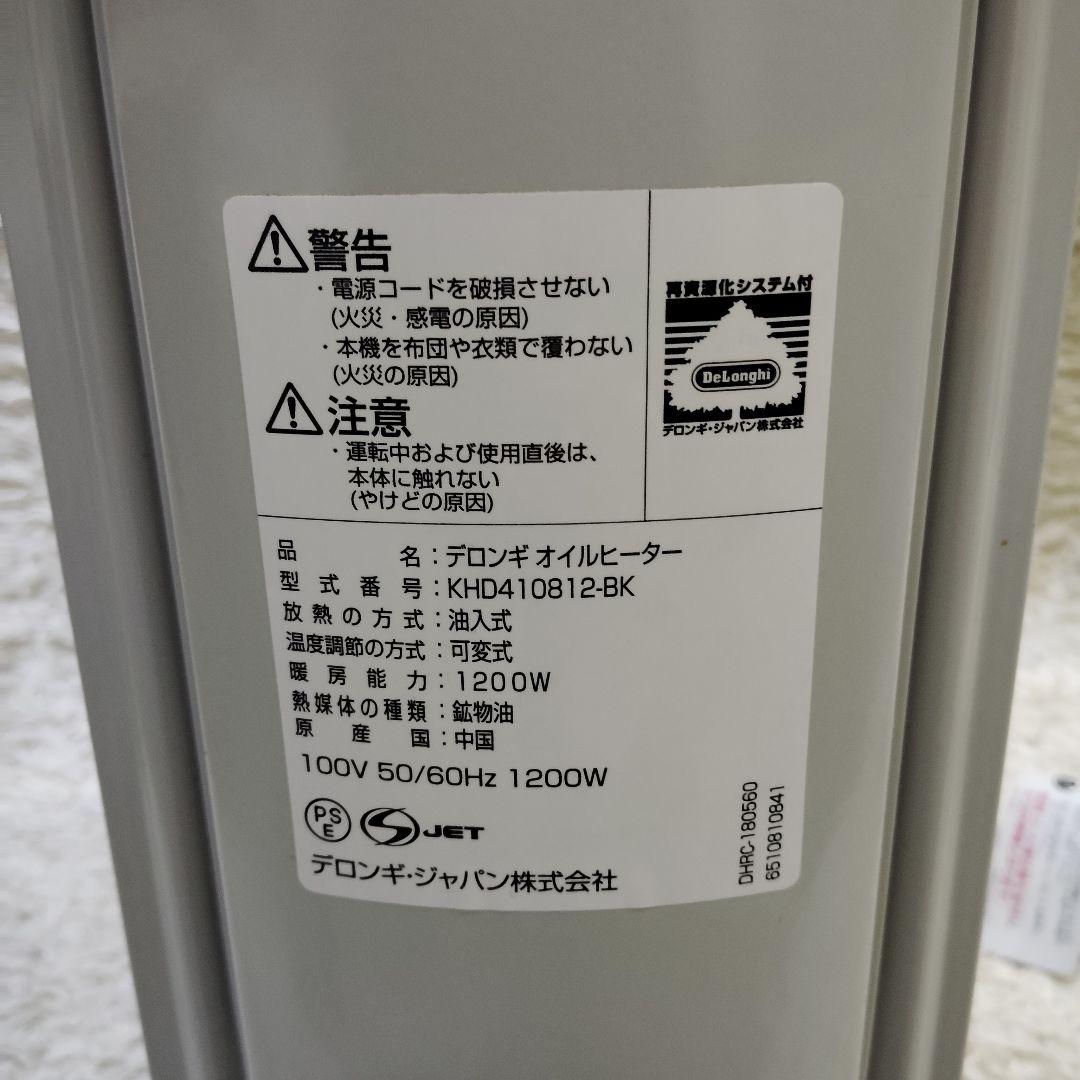 警告
・電源コードを破損させない
(火災・感電の原因)
・本機を布団や衣類で覆わない
(火災の原因)
注意
・運転中および使用直後は、
本体に触れない
(やけどの原因)
再資源化システム付
DeLonghi
デロンギ・ジャパン株式会社
品名：デロンギ オイルヒーター
型式番号：KHD410812-BK
放熱の方式：油入式
温度調節の方式：可変式
暖房能力：1200W
熱媒体の種類：鉱物油
原産国：中国
100V 50/60Hz 1200W
PS
E
S JET
デロンギ・ジャパン株式会社
DHRC-180560
6510810841